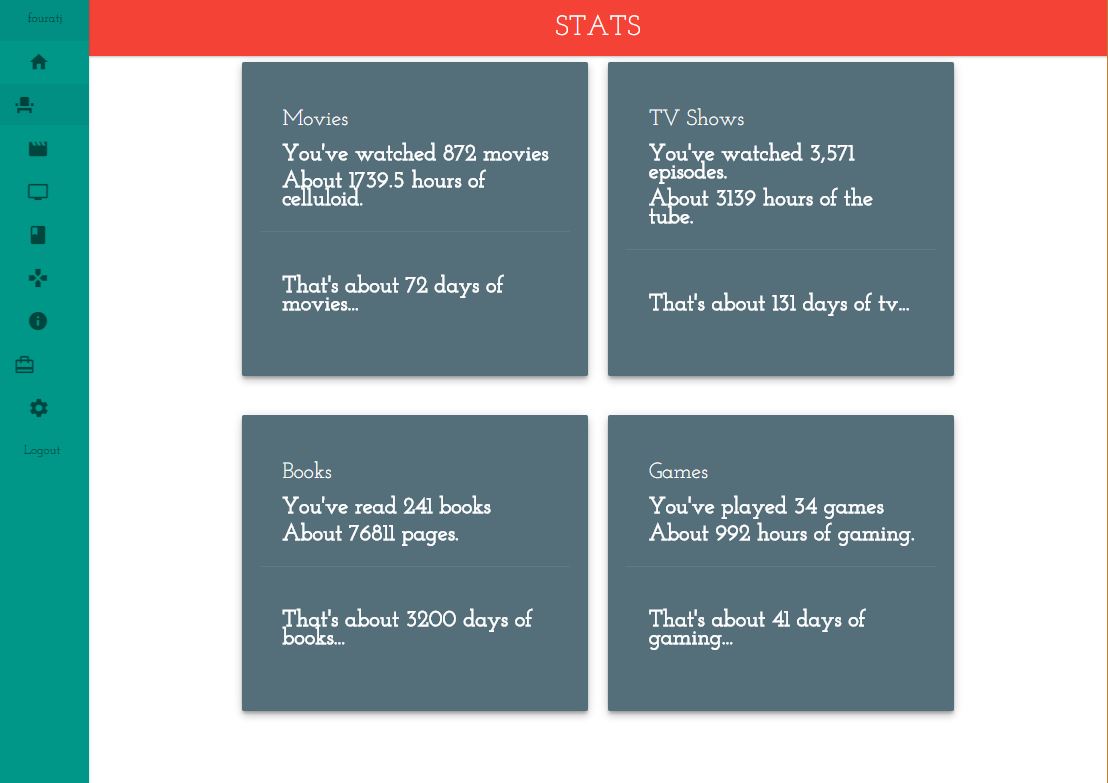 fouratj
STATS
Movies
You've watched 872 movies
About 1739.5 hours of
celluloid.
That's about 72 days of
movies...
TV Shows
You've watched 3,571
episodes.
About 3139 hours of the
tube.
That's about 131 days of tv...
Books
You've read 241 books
About 76811 pages.
That's about 3200 days of
books...
Games
You've played 34 games
About 992 hours of gaming.
That's about 41 days of
gaming...
Logout